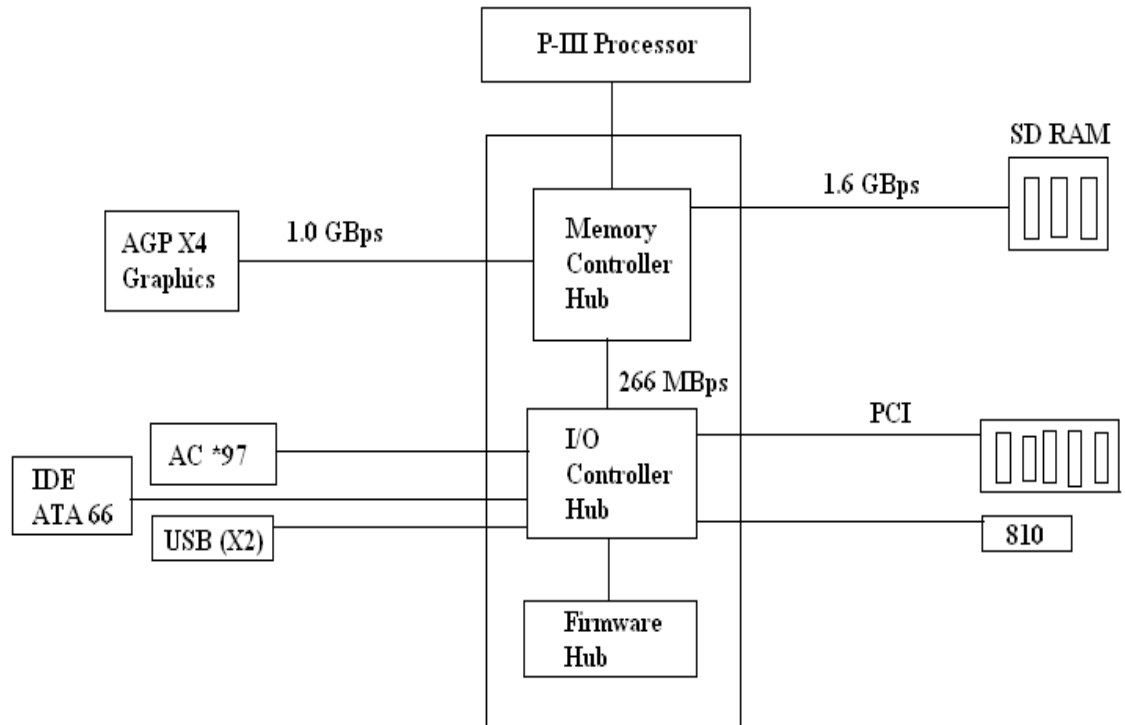 P-III Processor
SD RAM
1.6 GBps
1.0 GBps
AGP X4
Graphics
Memory
Controller
Hub
266 MBps
PCI
I/O
Controller
Hub
AC *97
IDE
ATA 66
USB (X2)
810
Firmware
Hub